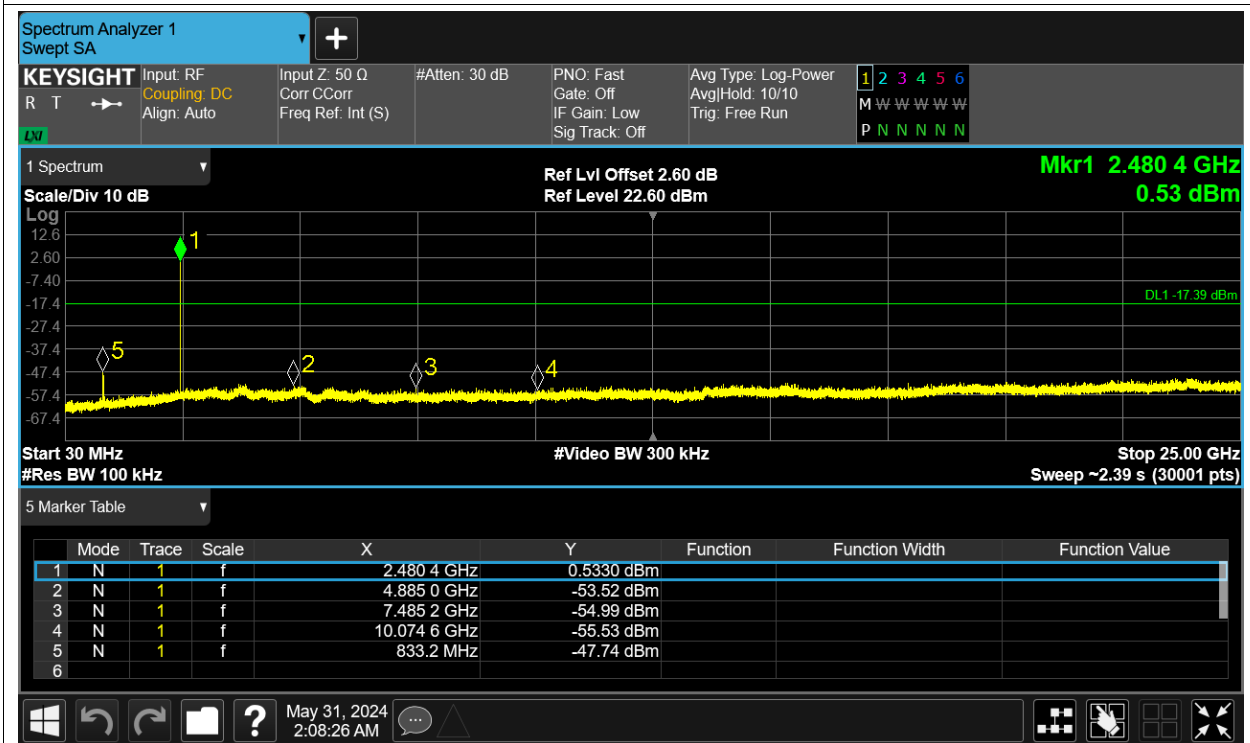 Spectrum Analyzer 1
Swept SA
+
KEYSIGHT
R T
LXI
Input: RF
Coupling: DC
Align: Auto
Input Z: 50 Ω
Corr CCorr
Freq Ref: Int (S)
#Atten: 30 dB
PNO: Fast
Gate: Off
IF Gain: Low
Sig Track: Off
Avg Type: Log-Power
Avg|Hold: 10/10
Trig: Free Run
1 2 3 4 5 6
M W W W W W
P N N N N N
1 Spectrum
Scale/Div 10 dB
Ref Lvl Offset 2.60 dB
Ref Level 22.60 dBm
Mkr1 2.480 4 GHz
0.53 dBm
Log
12.6
2.60
-7.40
-17.4
-27.4
-37.4
-47.4
-57.4
-67.4
1
DL1 -17.39 dBm
5
2
3
4
Start 30 MHz
#Video BW 300 kHz
Stop 25.00 GHz
#Res BW 100 kHz
Sweep ~2.39 s (30001 pts)
5 Marker Table
Mode Trace Scale X Y Function Function Width Function Value
1 N 1 f 2.480 4 GHz 0.5330 dBm
2 N 1 f 4.885 0 GHz -53.52 dBm
3 N 1 f 7.485 2 GHz -54.99 dBm
4 N 1 f 10.074 6 GHz -55.53 dBm
5 N 1 f 833.2 MHz -47.74 dBm
6
?
May 31, 2024
2:08:26 AM